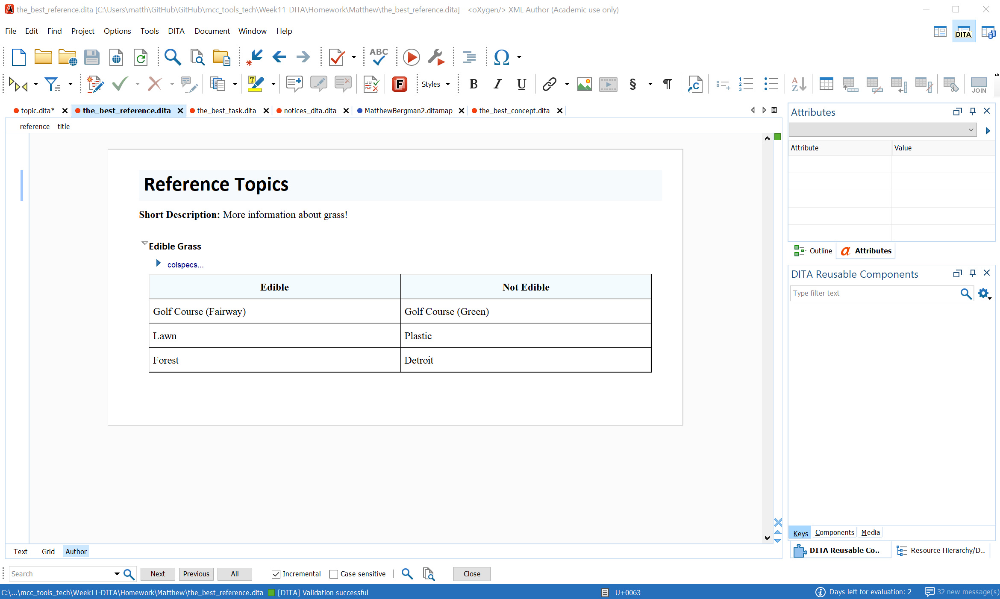 the_best_reference.dita [C:\Users\matth\GitHub\GitHub\mcc_tools_tech\Week11-DITA\Homework\Matthew\the_best_reference.dita] - <oXygen/> XML Author (Academic use only)
File Edit Find Project Options Tools DITA Document Window Help
DITA
ABC
Styles B I U § ¶ JOIN
topic.dita* the_best_reference.dita the_best_task.dita notices_dita.dita MatthewBergman2.ditamap the_best_concept.dita
reference title
Reference Topics
Short Description: More information about grass!
Edible Grass
colspecs...
Edible Not Edible
Golf Course (Fairway) Golf Course (Green)
Lawn Plastic
Forest Detroit
Text Grid Author
Attributes
Attribute Value
Outline Attributes
DITA Reusable Components
Type filter text
Keys Components Media
DITA Reusable Co.. Resource Hierarchy/D..
Search Next Previous All Incremental Case sensitive Close
C:\...\mcc_tools_tech\Week11-DITA\Homework\Matthew\the_best_reference.dita [DITA] Validation successful U+0063 Days left for evaluation: 2 32 new message(s)